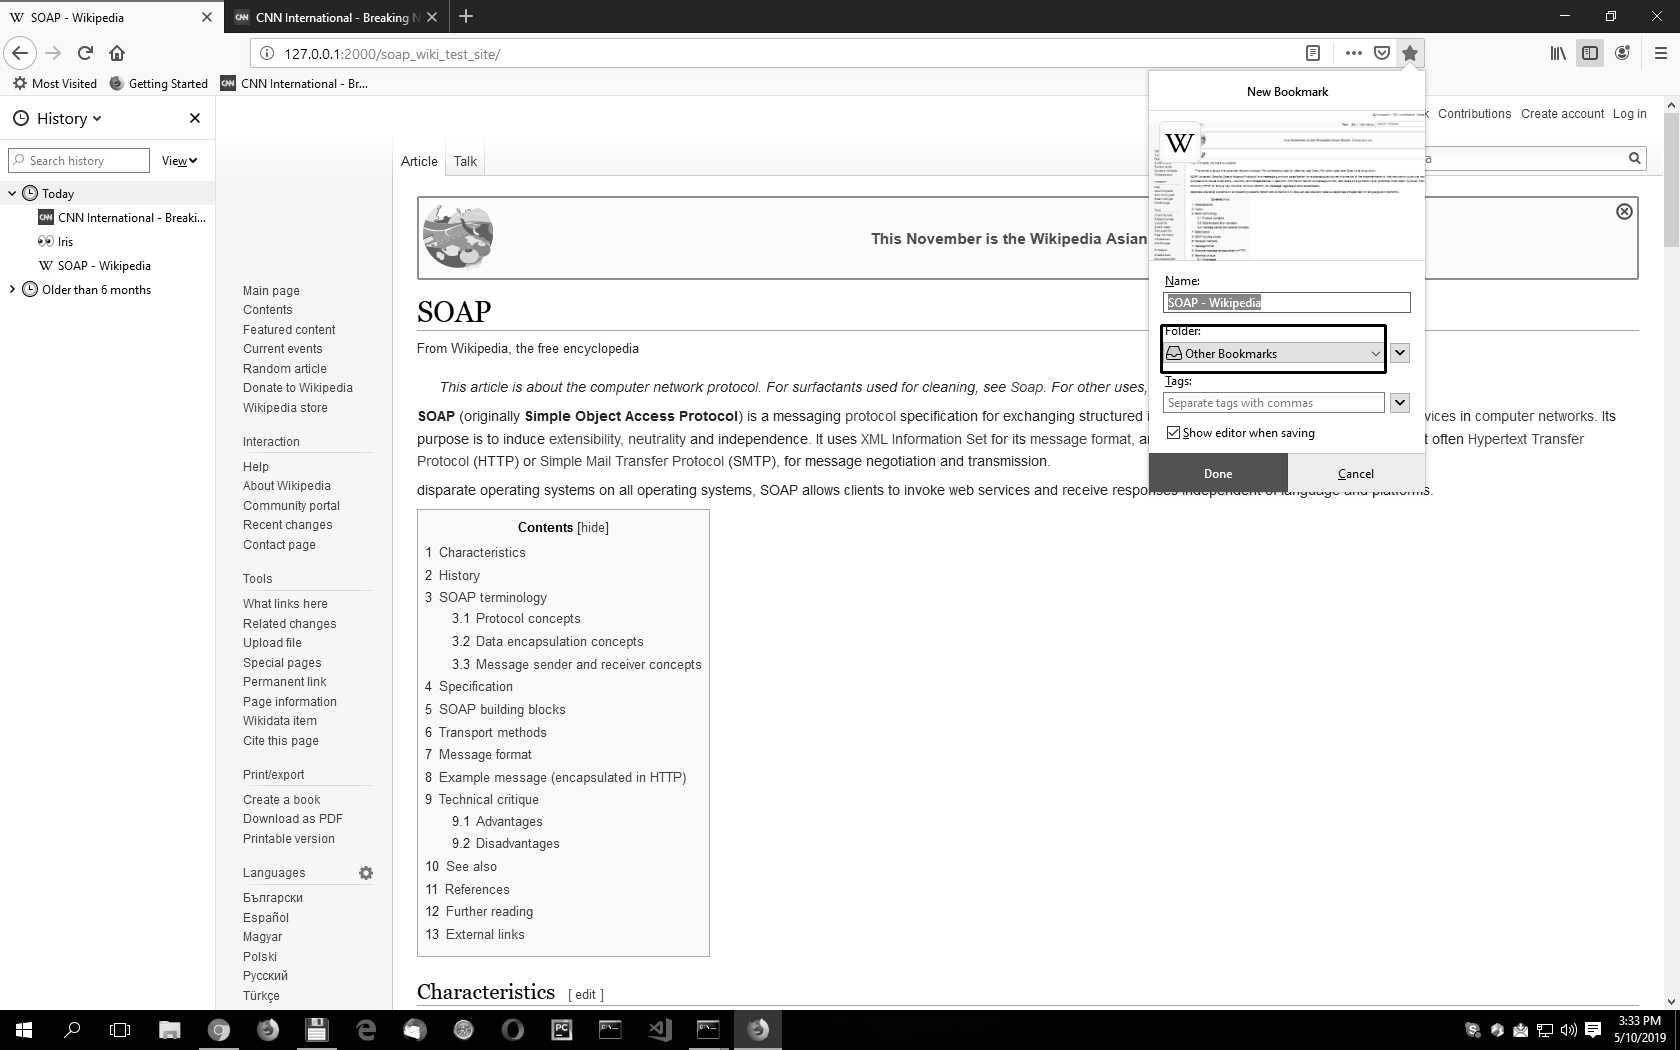 SOAP - Wikipedia
CNN International - Breaking N
127.0.0.1:2000/soap_wiki_test_site/
Most Visited
Getting Started
CNN International - Br...
History
Search history
View
Today
CNN International - Breaki...
Iris
SOAP - Wikipedia
Older than 6 months
Main page
Contents
Featured content
Current events
Random article
Donate to Wikipedia
Wikipedia store
Interaction
Help
About Wikipedia
Community portal
Recent changes
Contact page
Tools
What links here
Related changes
Upload file
Special pages
Permanent link
Page information
Wikidata item
Cite this page
Print/export
Create a book
Download as PDF
Printable version
Languages
Български
Español
Magyar
Polski
Русский
Türkçe
Contributions
Create account
Log in
Article
Talk
This November is the Wikipedia Asian
SOAP
From Wikipedia, the free encyclopedia
This article is about the computer network protocol. For surfactants used for cleaning, see Soap. For other uses,
SOAP (originally Simple Object Access Protocol) is a messaging protocol specification for exchanging structured i vices in computer networks. Its
purpose is to induce extensibility, neutrality and independence. It uses XML Information Set for its message format, a t often Hypertext Transfer
Protocol (HTTP) or Simple Mail Transfer Protocol (SMTP), for message negotiation and transmission.
disparate operating systems on all operating systems, SOAP allows clients to invoke web services and receive responses independent of language and platforms.
Contents [hide]
1 Characteristics
2 History
3 SOAP terminology
3.1 Protocol concepts
3.2 Data encapsulation concepts
3.3 Message sender and receiver concepts
4 Specification
5 SOAP building blocks
6 Transport methods
7 Message format
8 Example message (encapsulated in HTTP)
9 Technical critique
9.1 Advantages
9.2 Disadvantages
10 See also
11 References
12 Further reading
13 External links
Characteristics [ edit ]
New Bookmark
Name:
SOAP - Wikipedia
Folder:
Other Bookmarks
Tags:
Separate tags with commas
Show editor when saving
Done
Cancel
3:33 PM
5/10/2019